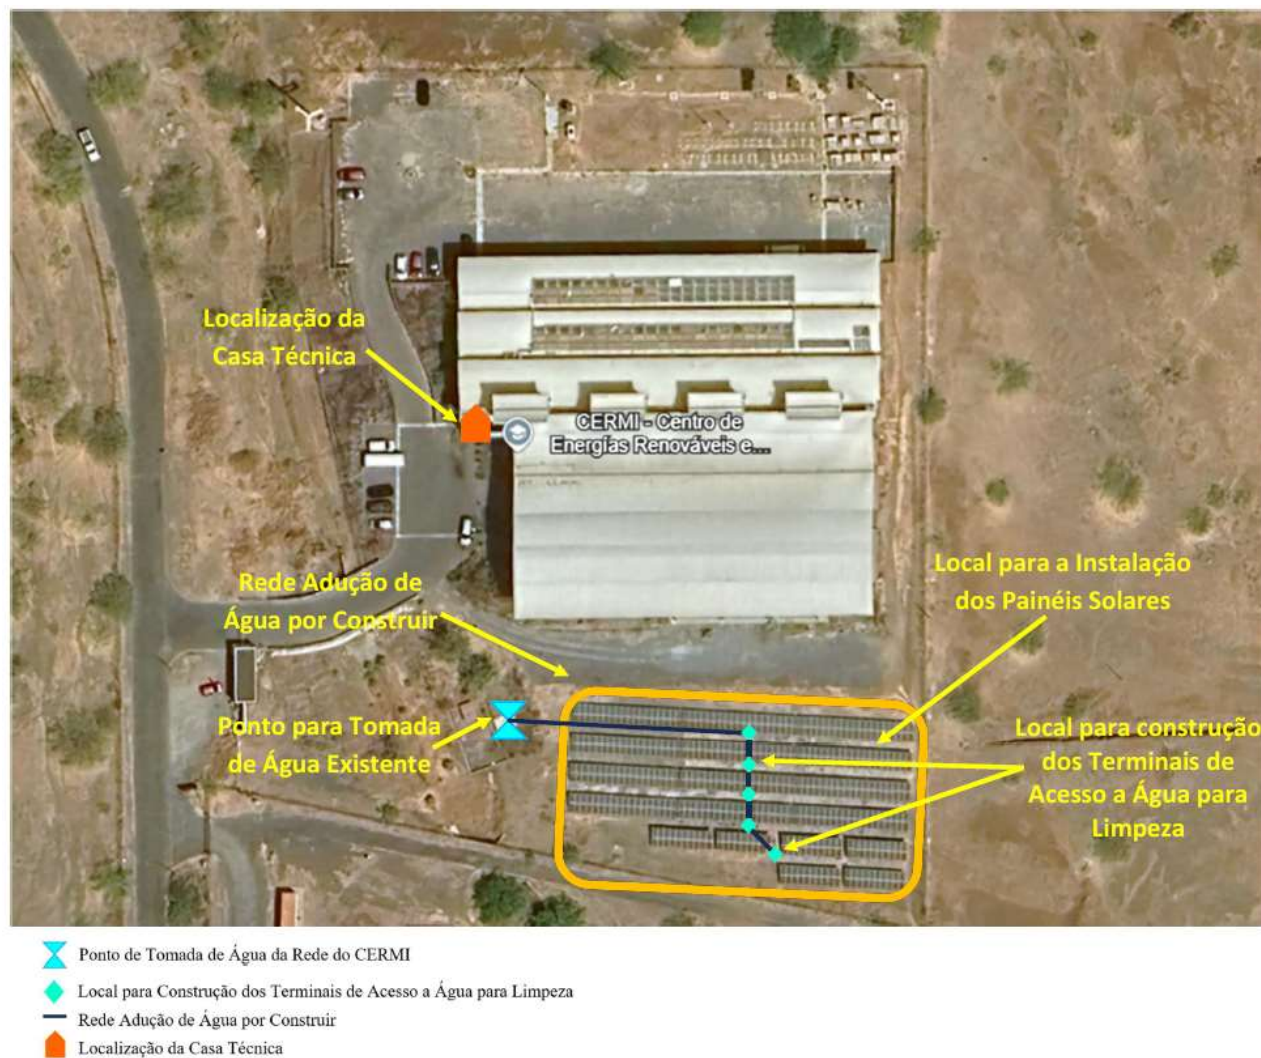 Localização da
Casa Técnica
CERMI - Centro de
Energías Renováveis e...
Rede Adução de
Água por Construir
Local para a Instalação
dos Painéis Solares
Ponto para Tomada
de Água Existente
Local para construção
dos Terminais de
Acesso a Água para
Limpeza
Ponto de Tomada de Água da Rede do CERMI
Local para Construção dos Terminais de Acesso a Água para Limpeza
Rede Adução de Água por Construir
Localização da Casa Técnica